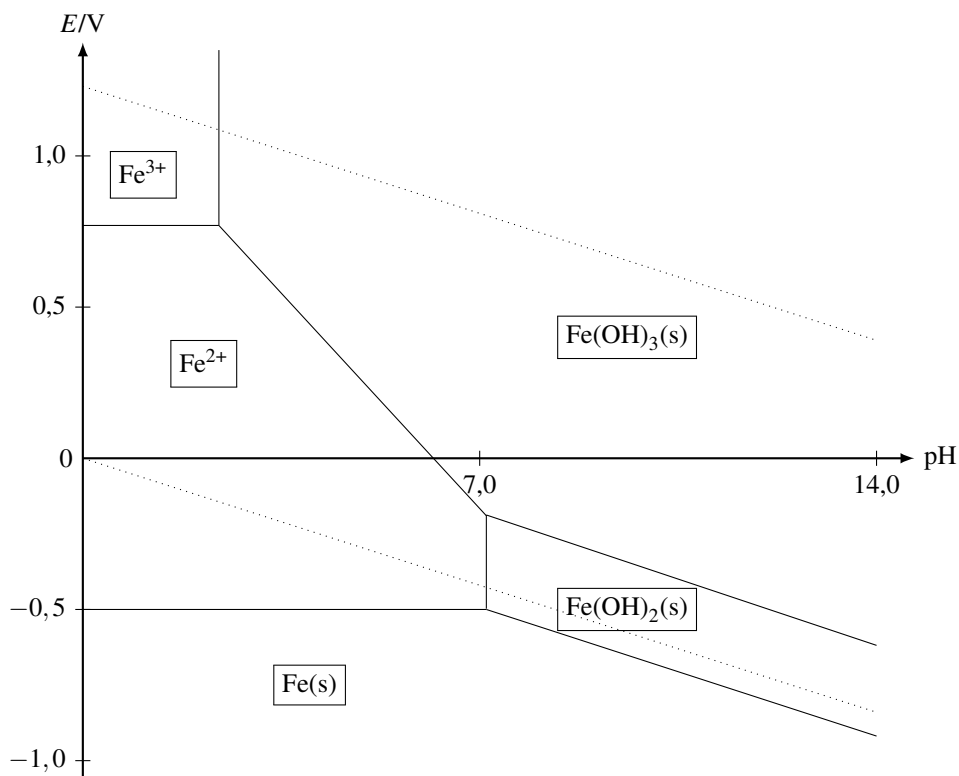 E/V
1,0
Fe³⁺
0,5
Fe(OH)₃(s)
Fe²⁺
0
pH
7,0
14,0
−0,5
Fe(OH)₂(s)
Fe(s)
−1,0